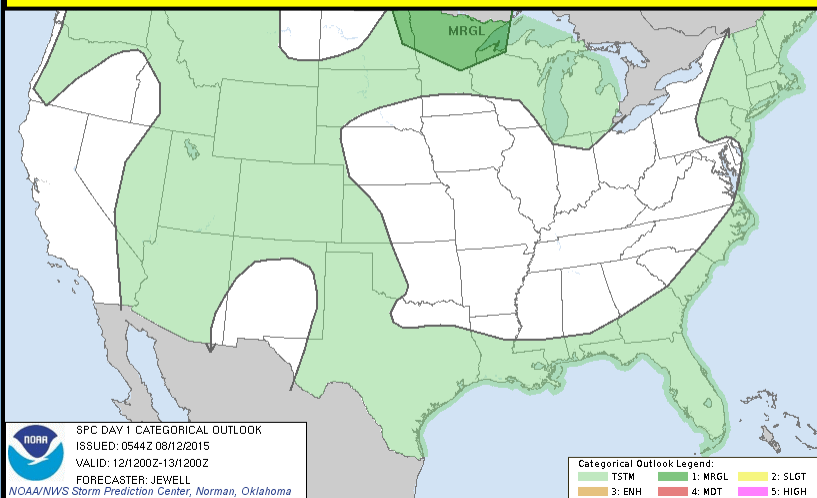 MRGL
SPC DAY 1 CATEGORICAL OUTLOOK
ISSUED: 0544Z 08/12/2015
VALID: 12/1200Z-13/1200Z
FORECASTER: JEWELL
NOAA/NWS Storm Prediction Center, Norman, Oklahoma
NOAA
Categorical Outlook Legend:
TSTM 1: MRGL 2: SLGT
3: ENH 4: MDT 5: HIGH